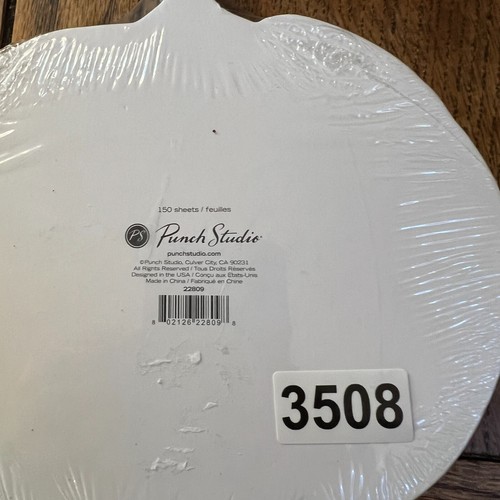 150 sheets / feuilles
PS Punch Studio
punchstudio.com
©Punch Studio, Culver City, CA 90231
All Rights Reserved / Tous Droits Réservés
Designed in the USA / Conçu aux États-Unis
Made in China / Fabriqué en Chine
22809
8 02126 22809 8
3508